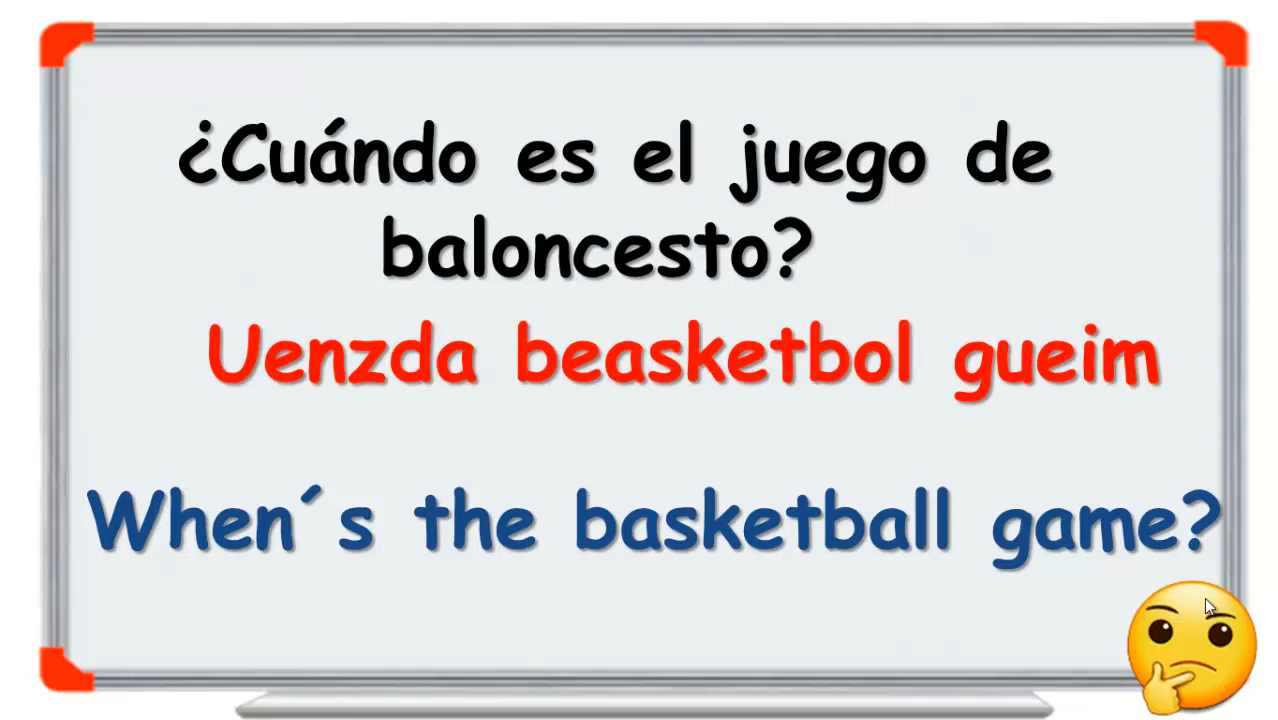 ¿Cuándo es el juego de
baloncesto?
Uenzda beasketbol gueim
When´s the basketball game?